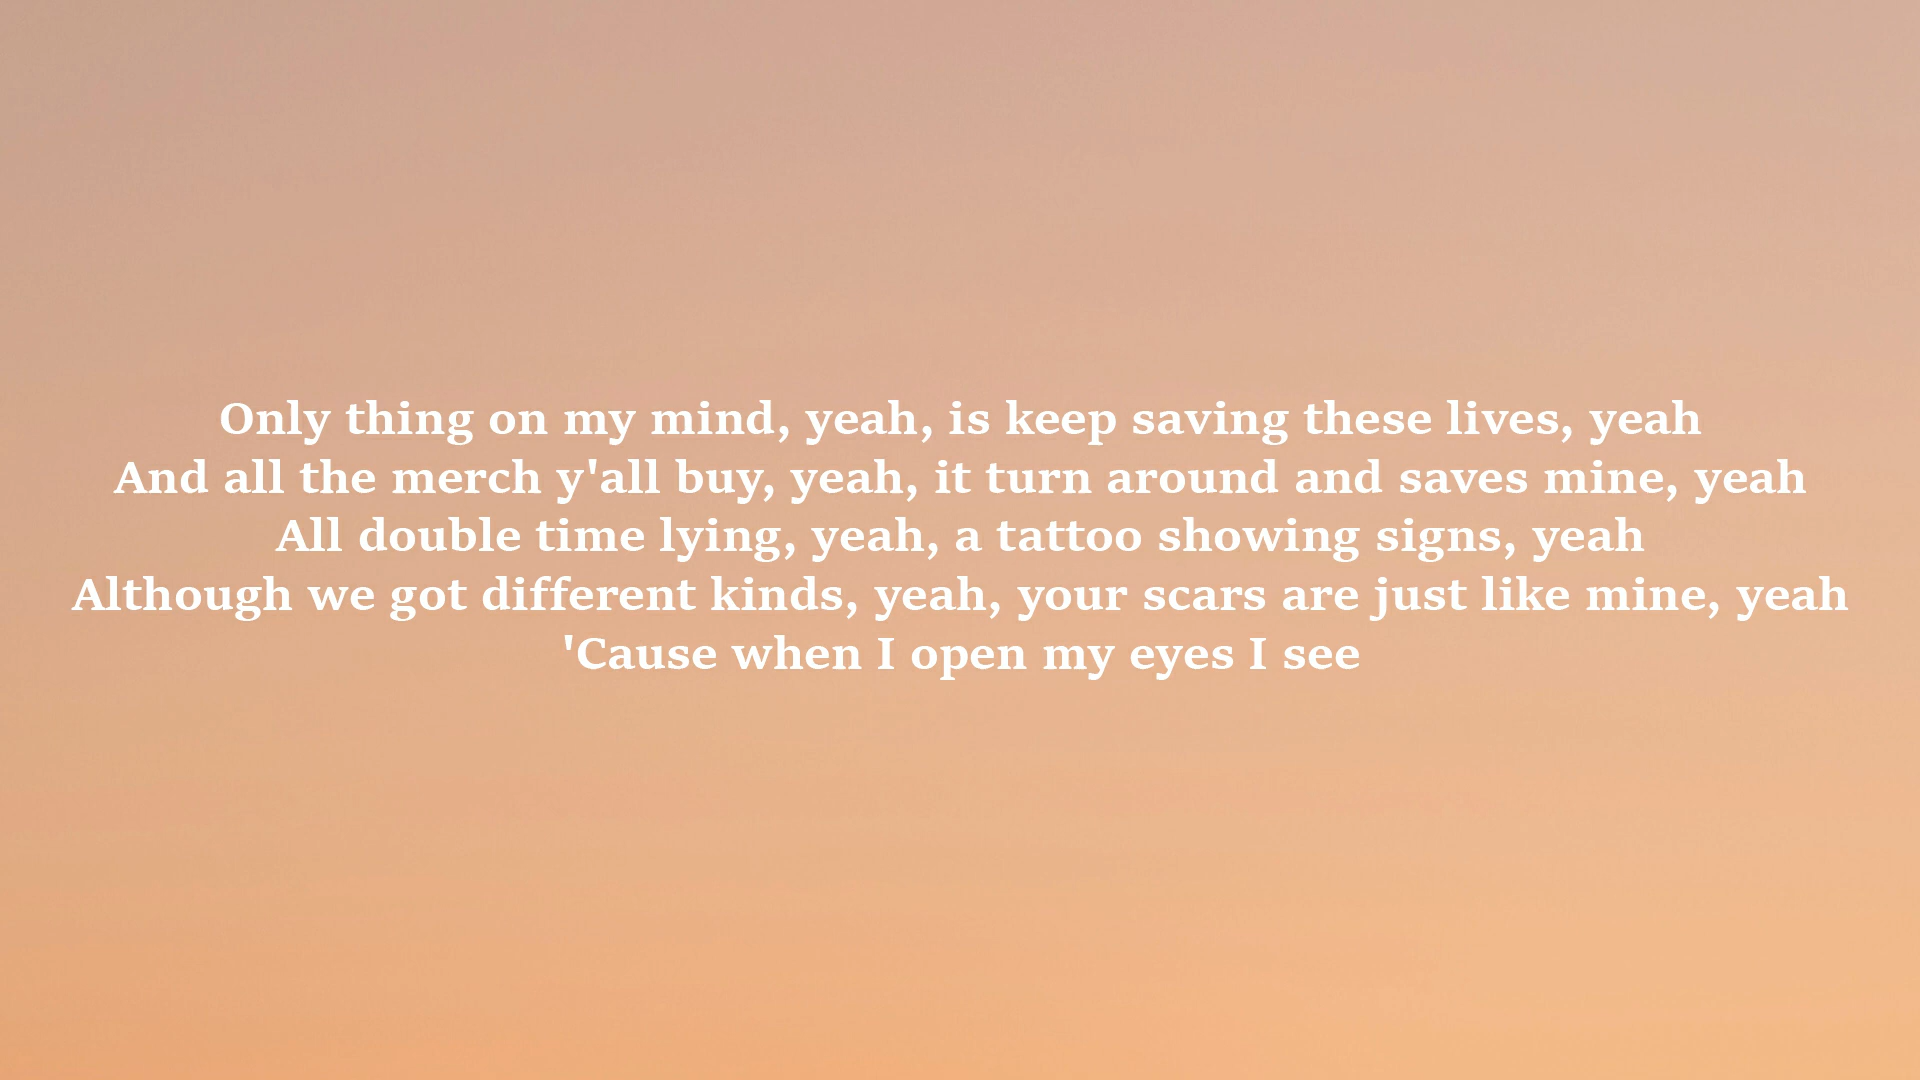 Only thing on my mind, yeah, is keep saving these lives, yeah
And all the merch y'all buy, yeah, it turn around and saves mine, yeah
All double time lying, yeah, a tattoo showing signs, yeah
Although we got different kinds, yeah, your scars are just like mine, yeah
'Cause when I open my eyes I see